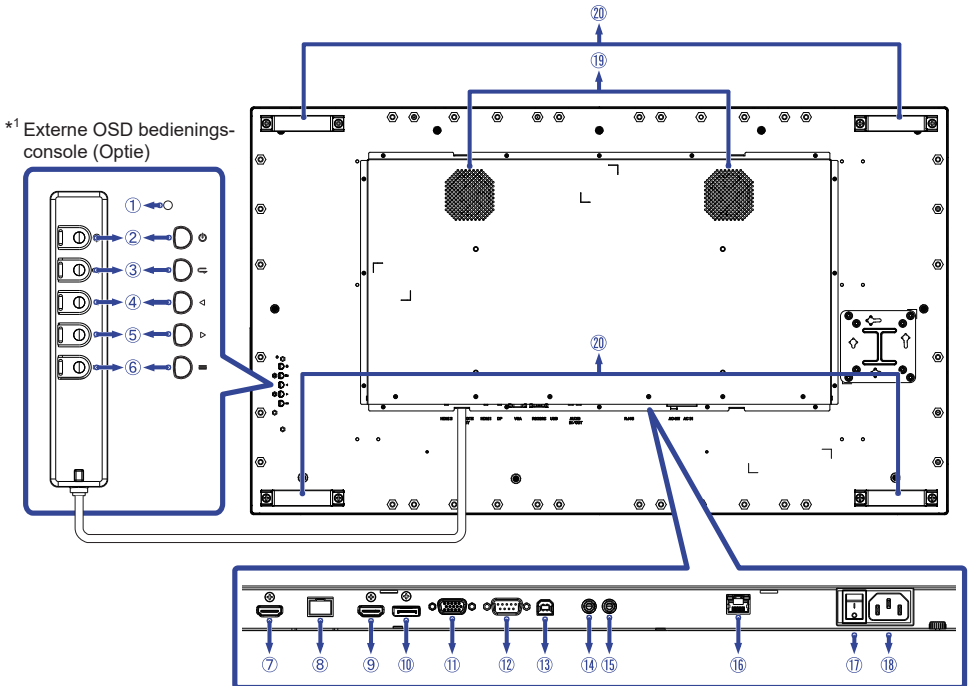 ⑳
⑲
*1 Externe OSD bedienings-
console (Optie)
①
②
③
④
⑤
⑥
⑳
VGA
⑦ ⑧ ⑨ ⑩ ⑪ ⑫ ⑬ ⑭ ⑮ ⑯ ⑰ ⑱